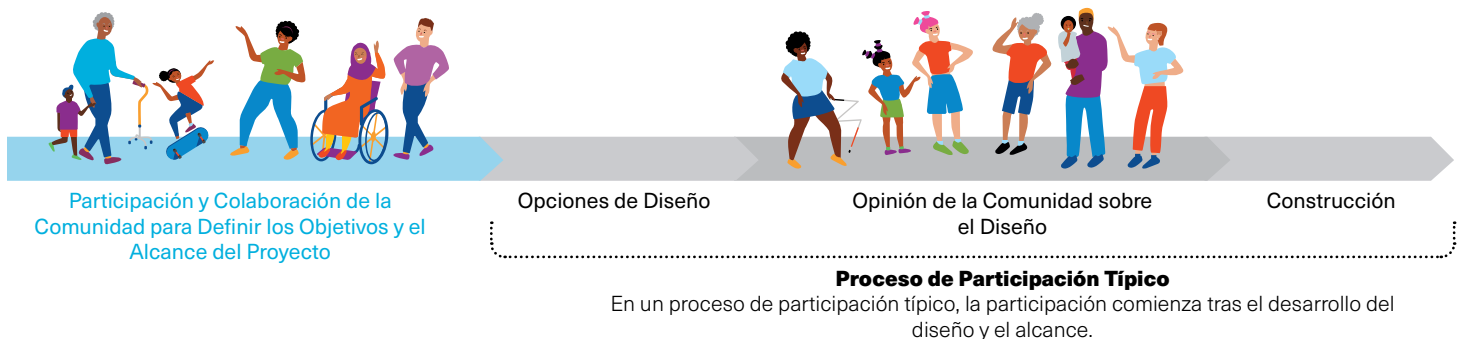 Participación y Colaboración de la
Comunidad para Definir los Objetivos y el
Alcance del Proyecto
Opciones de Diseño
Opinión de la Comunidad sobre
el Diseño
Construcción
Proceso de Participación Típico
En un proceso de participación típico, la participación comienza tras el desarrollo del
diseño y el alcance.